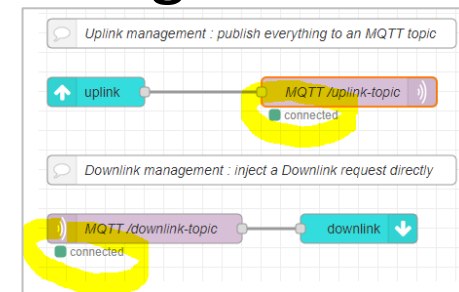 Uplink management : publish everything to an MQTT topic
uplink
MQTT /uplink-topic
connected
Downlink management : inject a Downlink request directly
MQTT /downlink-topic
downlink
connected